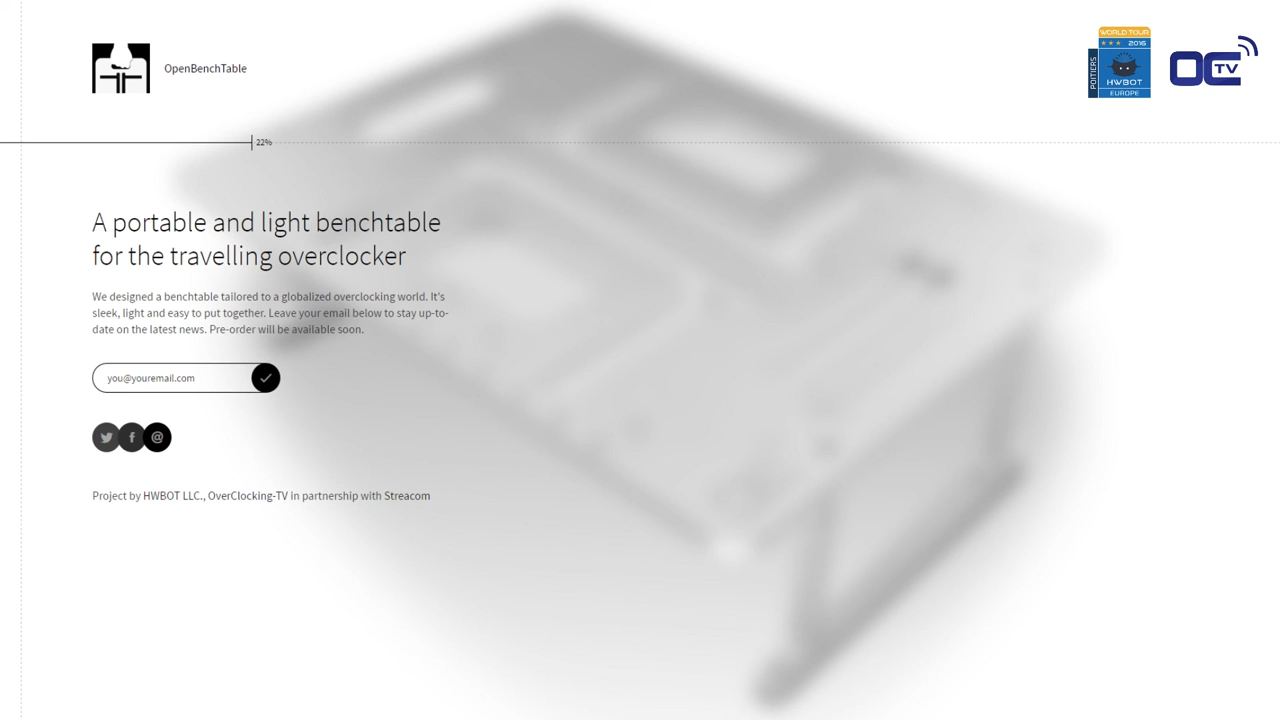 OpenBenchTable
WORLD TOUR
2016
POITIERS
HWBOT
EUROPE
OC TV
22%
A portable and light benchtable
for the travelling overclocker
We designed a benchtable tailored to a globalized overclocking world. It's
sleek, light and easy to put together. Leave your email below to stay up-to-
date on the latest news. Pre-order will be available soon.
you@youremail.com
Project by HWBOT LLC., OverClocking-TV in partnership with Streacom